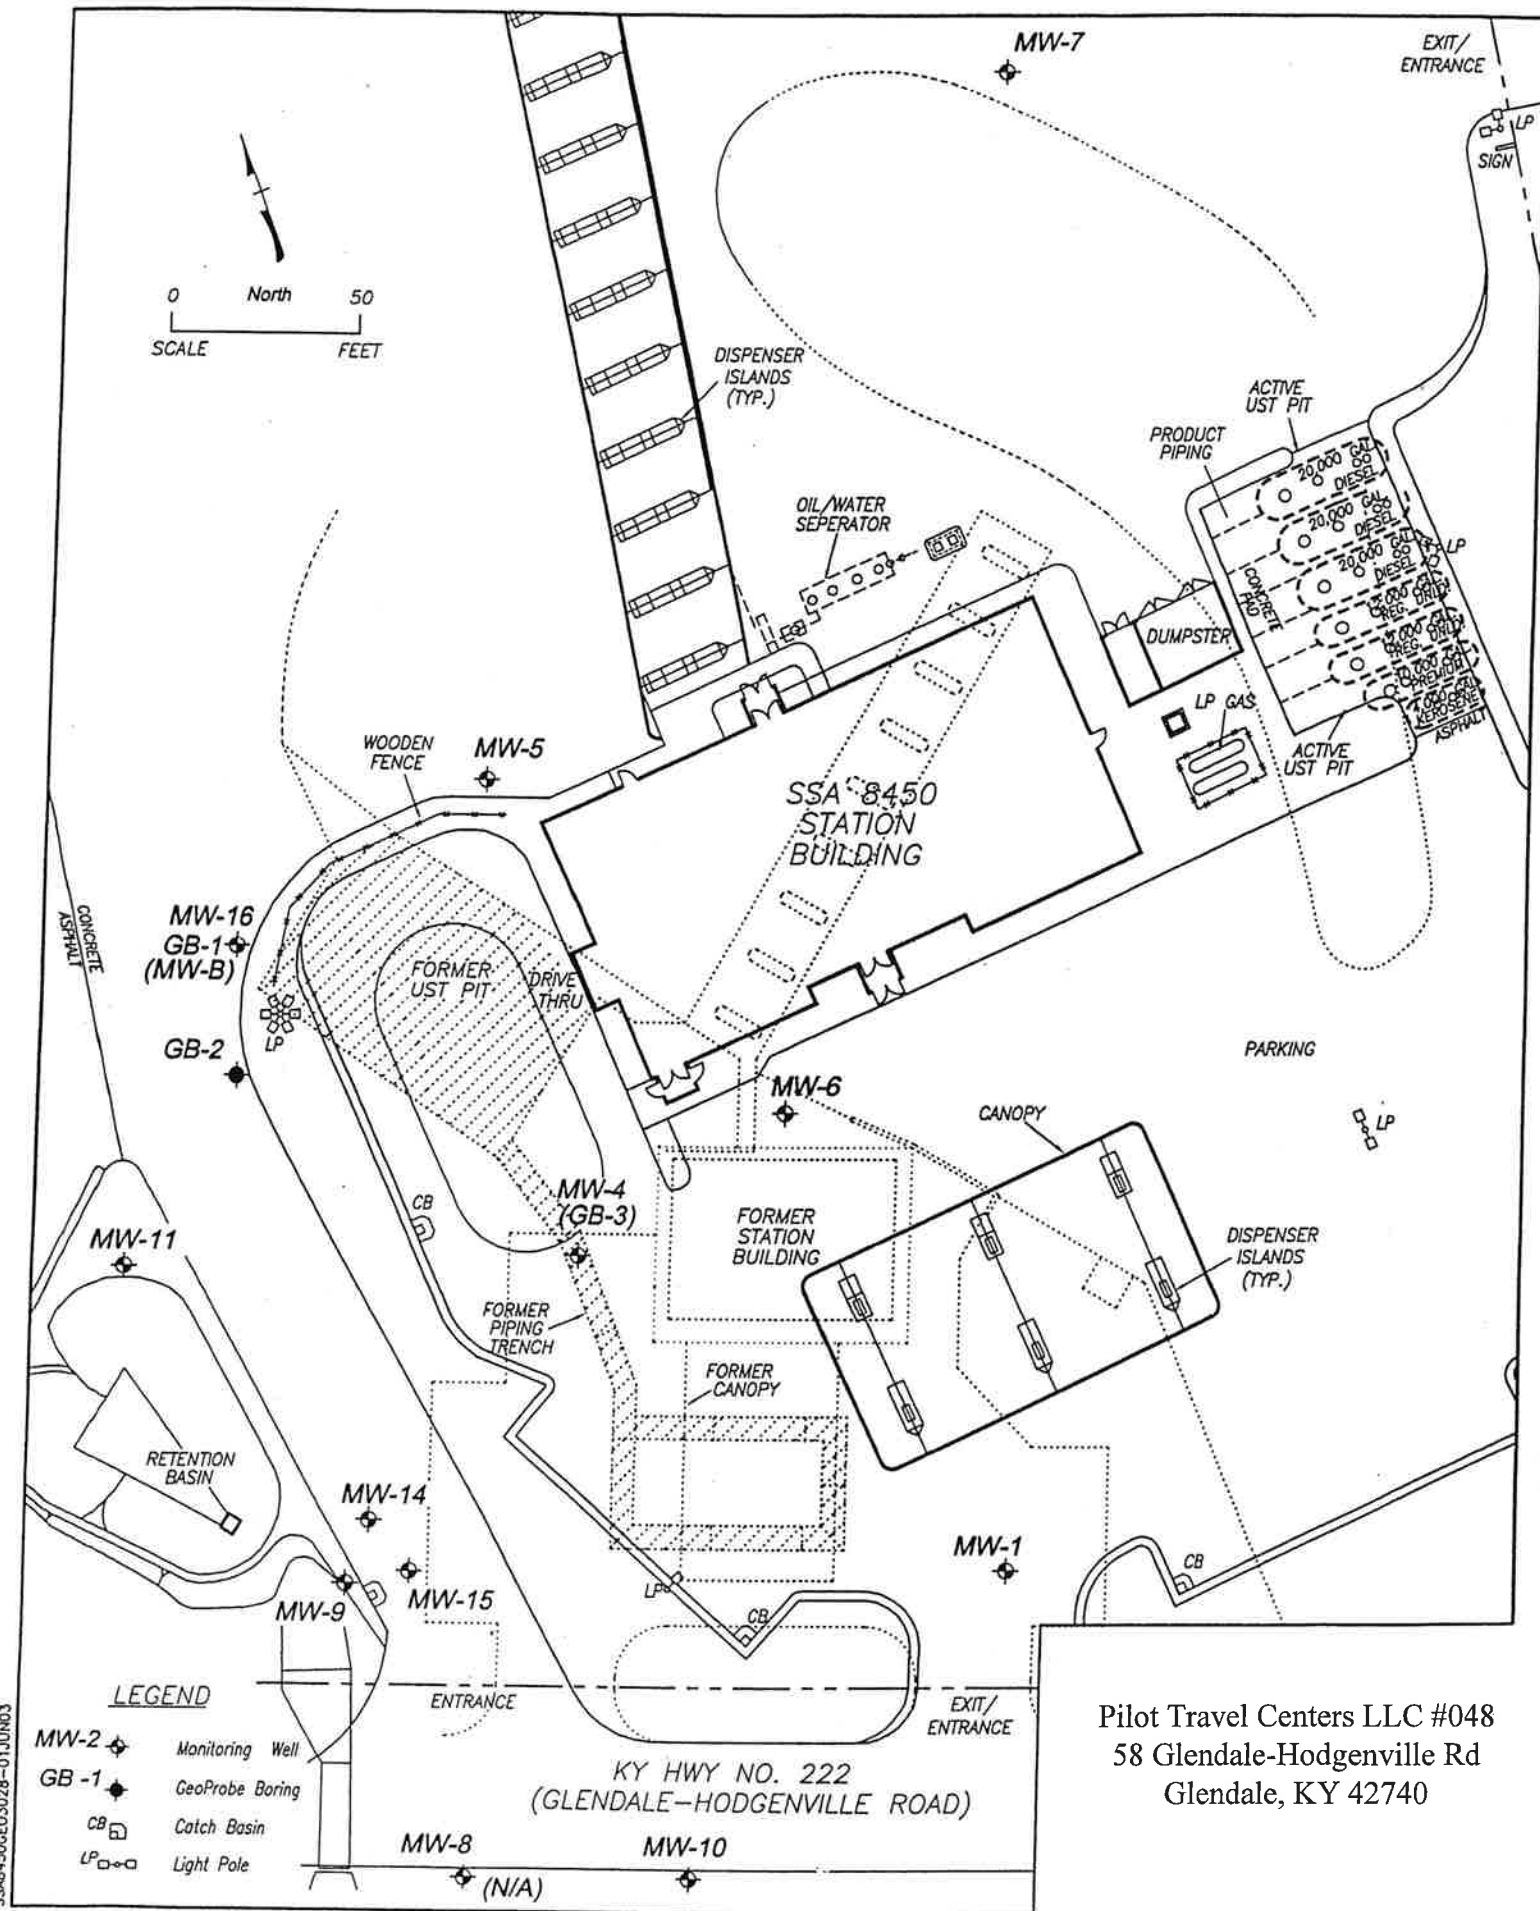 MW-7
EXIT/
ENTRANCE
LP
SIGN
0 North 50
SCALE FEET
DISPENSER
ISLANDS
(TYP.)
ACTIVE
UST PIT
PRODUCT
PIPING
20,000 GAL
DIESEL
20,000 GAL
DIESEL
20,000 GAL
DIESEL
LP
REG. UNLD.
REG. UNLD.
10,000 GAL
PREMIUM
KEROSENE
ASPHALT
CONCRETE
PAD
OIL/WATER
SEPERATOR
DUMPSTER
LP GAS
ACTIVE
UST PIT
WOODEN
FENCE
MW-5
SSA 8450
STATION
BUILDING
CONCRETE
ASPHALT
MW-16
GB-1
(MW-B)
FORMER
UST PIT
DRIVE
THRU
LP
GB-2
PARKING
MW-6
CANOPY
LP
MW-4
(GB-3)
CB
FORMER
STATION
BUILDING
DISPENSER
ISLANDS
(TYP.)
MW-11
FORMER
PIPING
TRENCH
FORMER
CANOPY
RETENTION
BASIN
MW-14
MW-1
CB
MW-15
MW-9
LP
CB
ENTRANCE
EXIT/
ENTRANCE
LEGEND
MW-2 Monitoring Well
GB -1 GeoProbe Boring
CB Catch Basin
LP Light Pole
KY HWY NO. 222
(GLENDALE-HODGENVILLE ROAD)
MW-8
(N/A)
MW-10
Pilot Travel Centers LLC #048
58 Glendale-Hodgenville Rd
Glendale, KY 42740